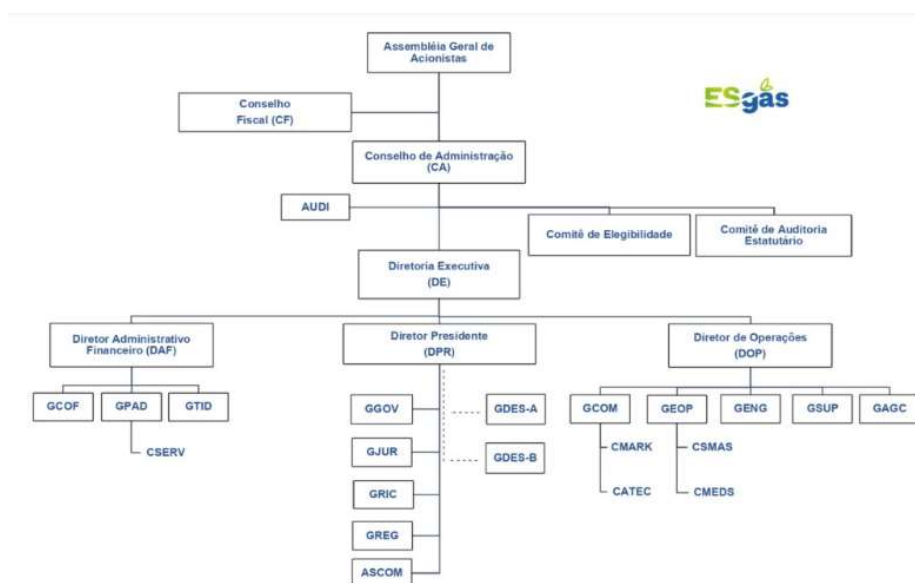 Assembléia Geral de
Acionistas
ESgás
Conselho
Fiscal (CF)
Conselho de Administração
(CA)
AUDI
Comitê de Elegibilidade
Comitê de Auditoria
Estatutário
Diretoria Executiva
(DE)
Diretor Administrativo
Financeiro (DAF)
Diretor Presidente
(DPR)
Diretor de Operações
(DOP)
GCOF
GPAD
GTID
CSERV
GGOV
GJUR
GRIC
GREG
ASCOM
GDES-A
GDES-B
GCOM
GEOP
GENG
GSUP
GAGC
CMARK
CSMAS
CATEC
CMEDS